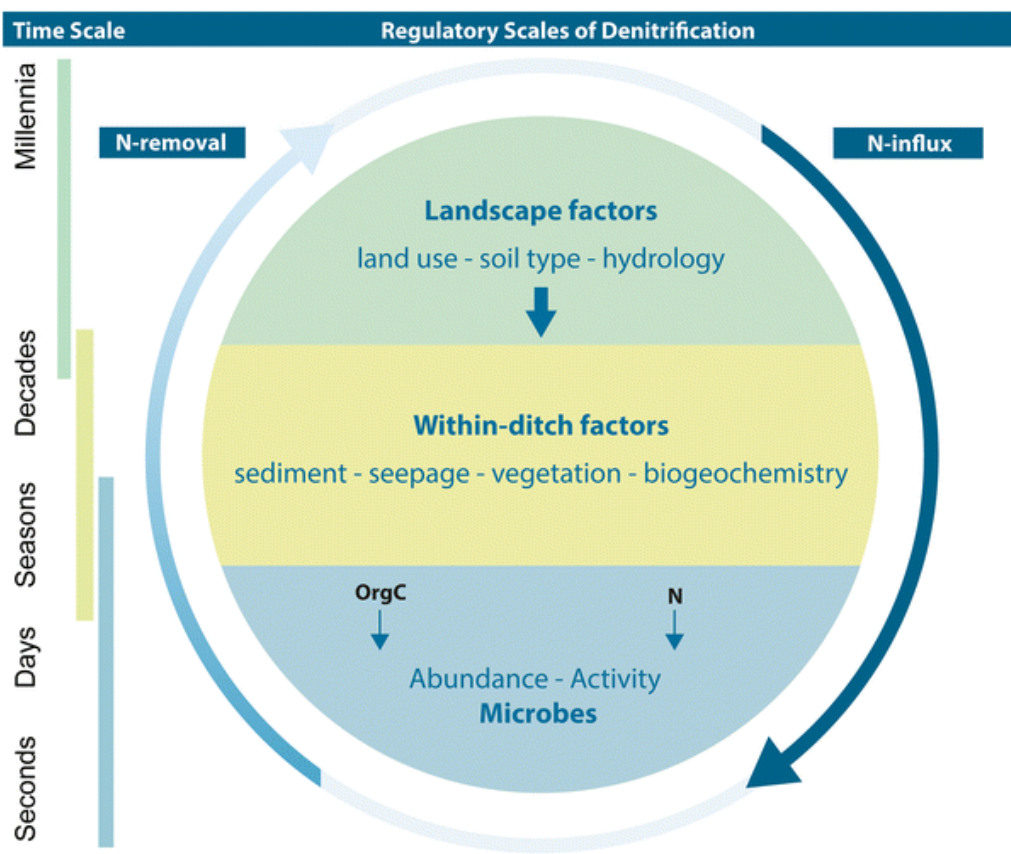 Time Scale
Regulatory Scales of Denitrification
Millennia
Decades
Seasons
Days
Seconds
N-removal
N-influx
Landscape factors
land use - soil type - hydrology
Within-ditch factors
sediment - seepage - vegetation - biogeochemistry
OrgC
N
Abundance - Activity
Microbes